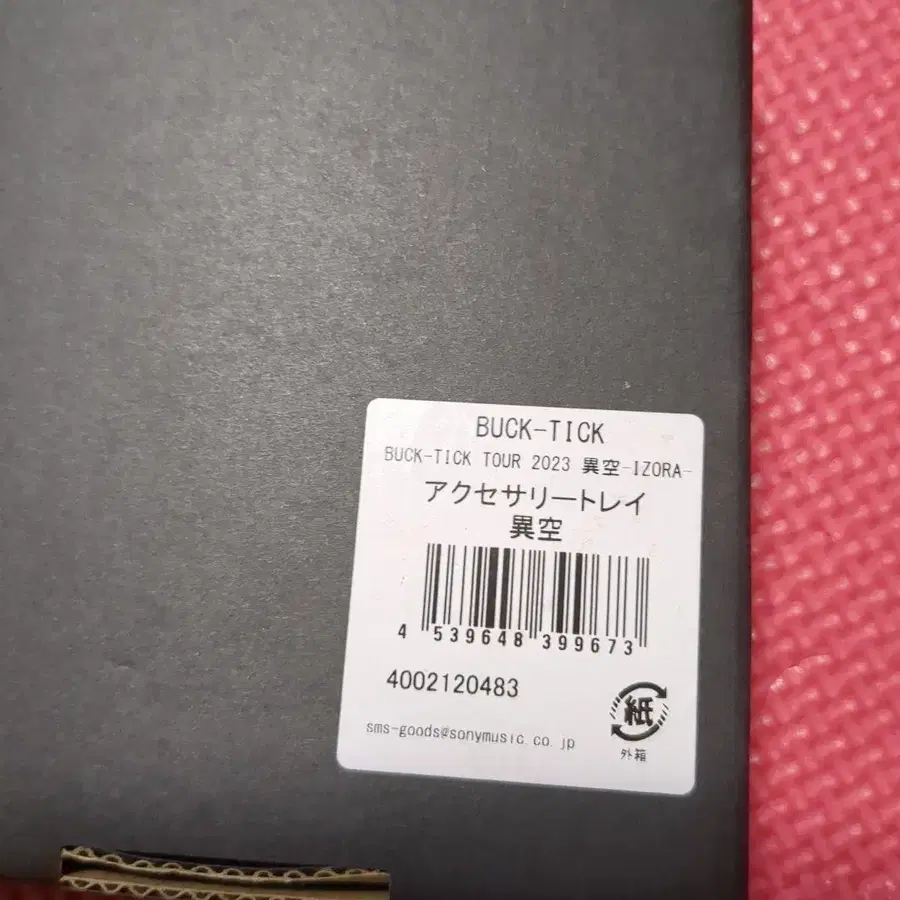 BUCK-TICK
BUCK-TICK TOUR 2023 異空-IZORA-
アクセサリートレイ
異空
4 539648 399673
4002120483
紙
sms-goods@sonymusic.co.jp
外箱